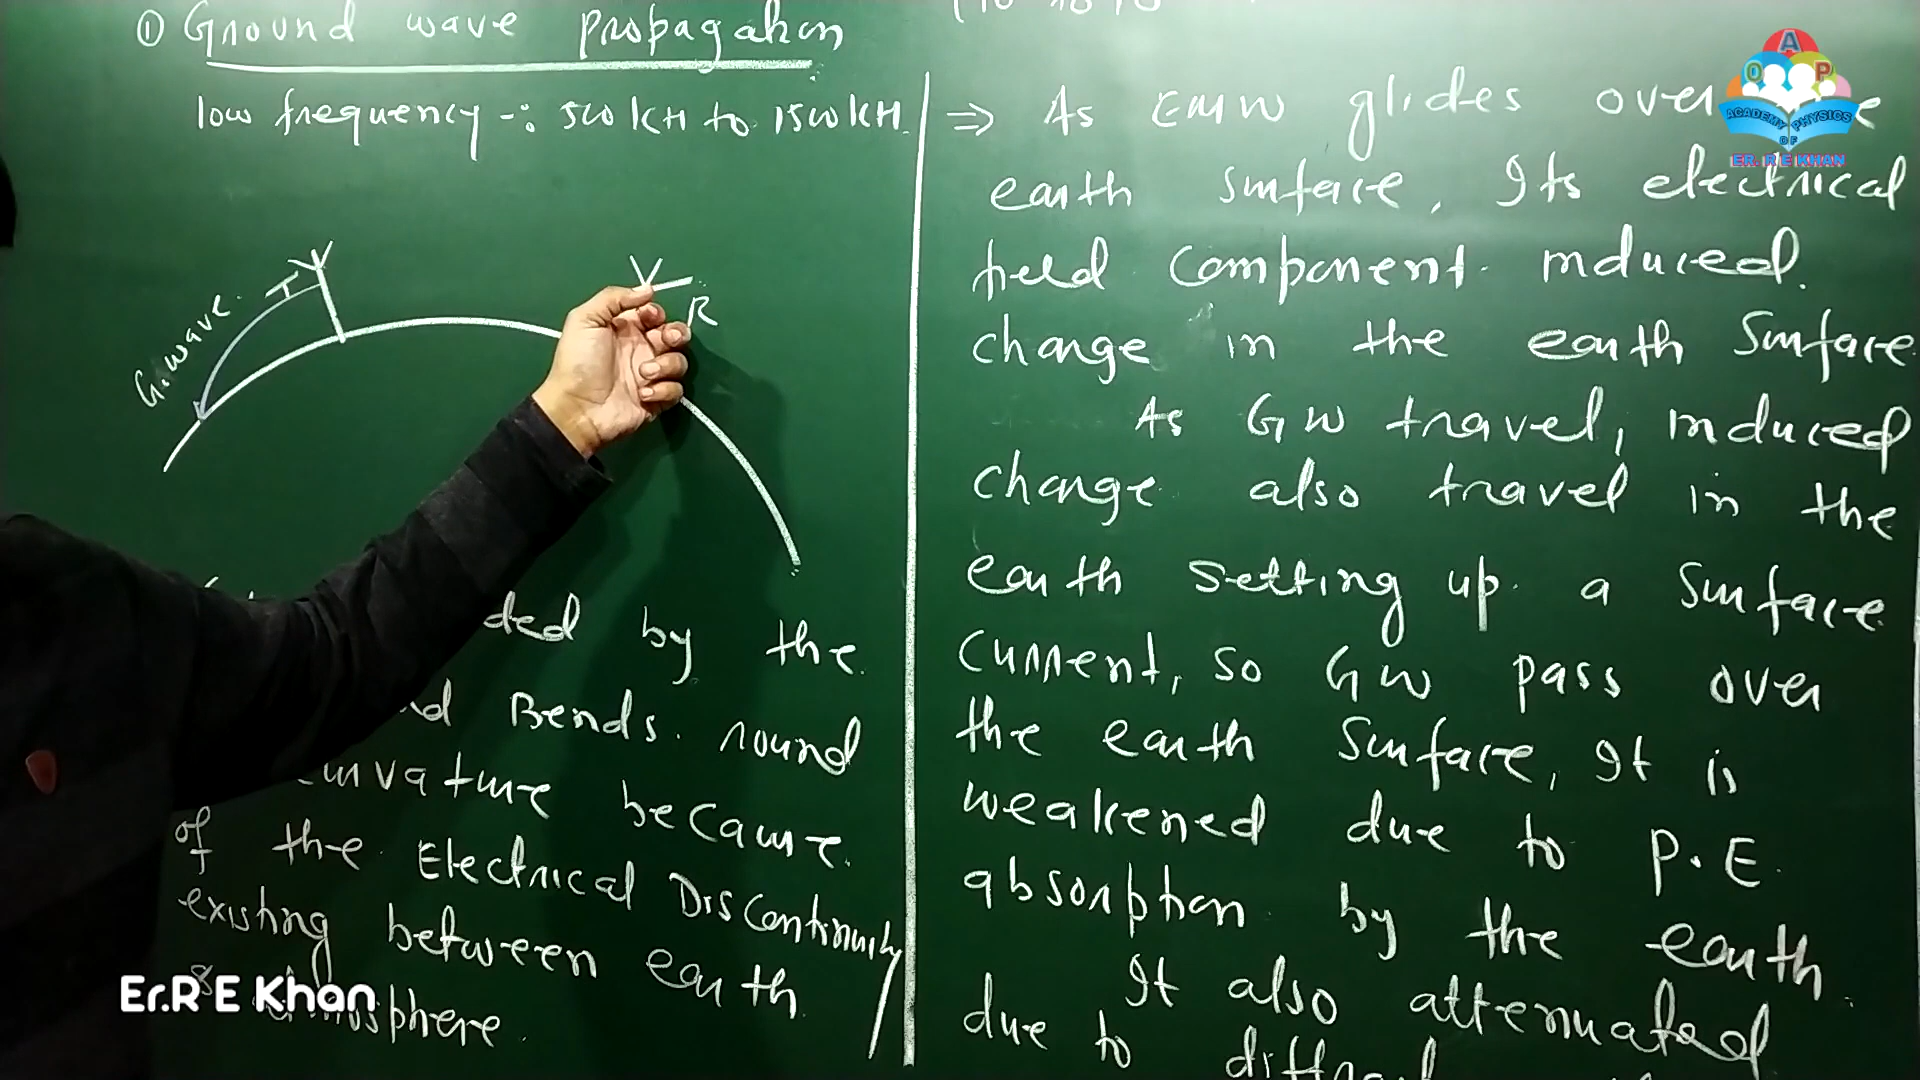 ① Ground wave propagation
low frequency -: 500 KH to 1500 KH.
G.wave.
T
R
ded by the
nd Bends. round
curvature because
of the Electrical Discontinuity
existing between earth
& atmosphere.
⇒ As EMW glides over
earth surface, Its electrical
field component induced.
change in the earth Surface
As GW travel, induced
change also travel in the
earth setting up a surface
current, so GW pass over
the earth Surface, It is
weakened due to P.E.
absorption by the earth.
It also attenuated
due to
A
O P
ACADEMY PHYSICS
OF
ER. R E KHAN
Er.R E Khan